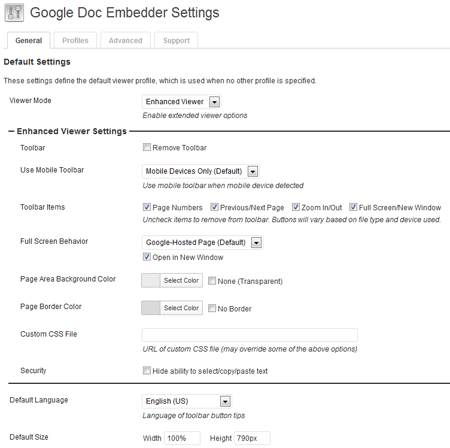 Google Doc Embedder Settings
General Profiles Advanced Support
Default Settings
These settings define the default viewer profile, which is used when no other profile is specified.
Viewer Mode Enhanced Viewer
Enable extended viewer options
Enhanced Viewer Settings
Toolbar Remove Toolbar
Use Mobile Toolbar Mobile Devices Only (Default)
Use mobile toolbar when mobile device detected
Toolbar Items Page Numbers Previous/Next Page Zoom In/Out Full Screen/New Window
Uncheck items to remove from toolbar. Buttons will vary based on file type and device used.
Full Screen Behavior Google-Hosted Page (Default)
Open in New Window
Page Area Background Color Select Color None (Transparent)
Page Border Color Select Color No Border
Custom CSS File
URL of custom CSS file (may override some of the above options)
Security Hide ability to select/copy/paste text
Default Language English (US)
Language of toolbar button tips
Default Size Width 100% Height 790px